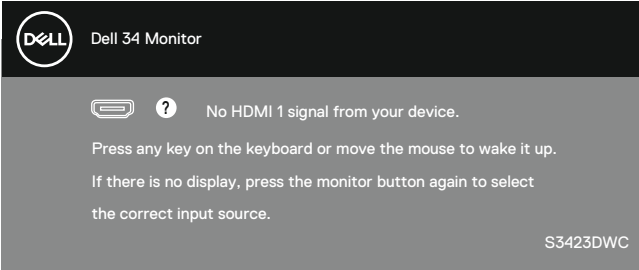 DELL
Dell 34 Monitor
? No HDMI 1 signal from your device.
Press any key on the keyboard or move the mouse to wake it up.
If there is no display, press the monitor button again to select
the correct input source.
S3423DWC